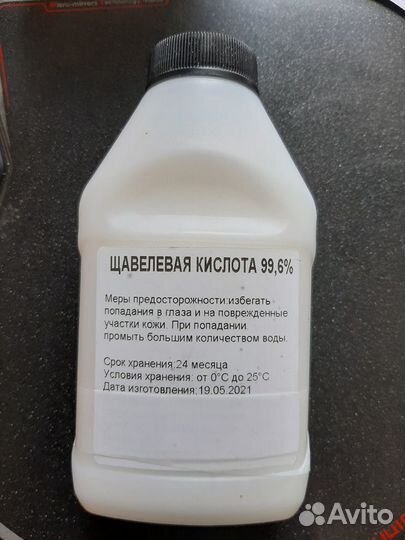 ЩАВЕЛЕВАЯ КИСЛОТА 99,6%
Меры предосторожности:избегать
попадания в глаза и на поврежденные
участки кожи. При попадании
промыть большим количеством воды.
Срок хранения:24 месяца
Условия хранения: от 0°С до 25°С
Дата изготовления:19.05.2021
Avito